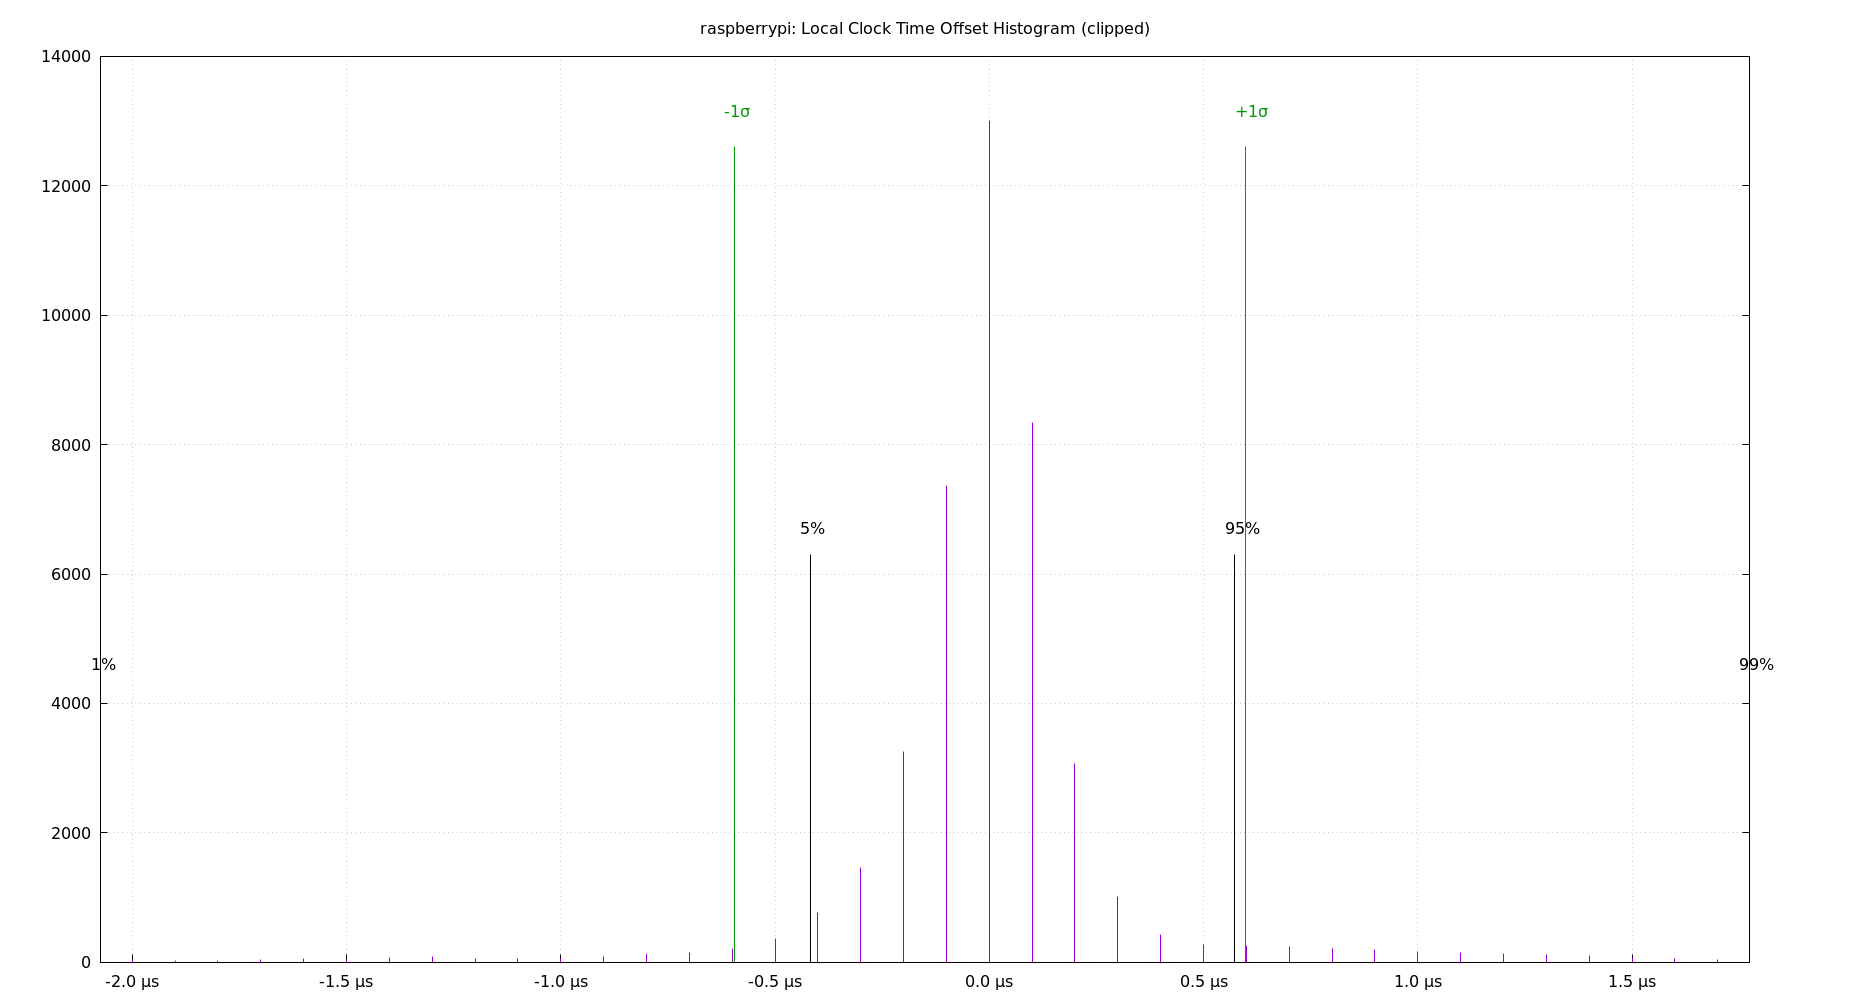 raspberrypi: Local Clock Time Offset Histogram (clipped)
14000
-1σ
+1σ
12000
10000
8000
5%
95%
6000
1%
99%
4000
2000
0
-2.0 µs
-1.5 µs
-1.0 µs
-0.5 µs
0.0 µs
0.5 µs
1.0 µs
1.5 µs